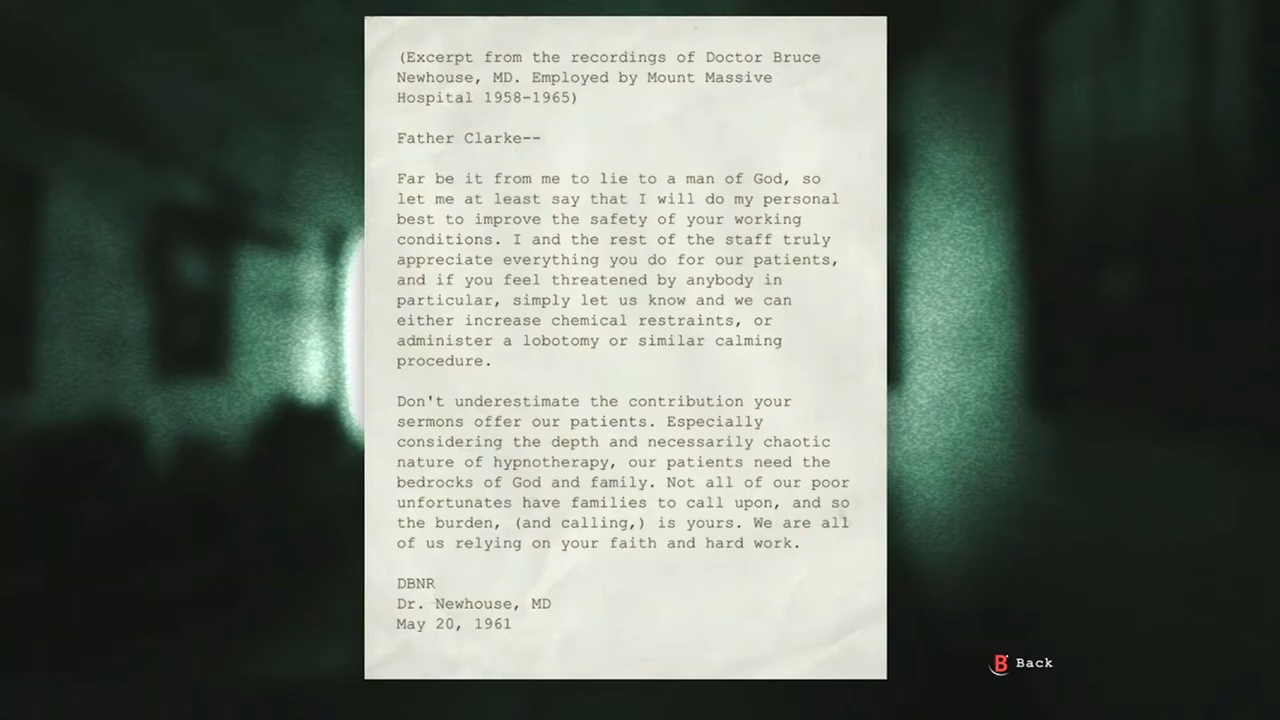 (Excerpt from the recordings of Doctor Bruce
Newhouse, MD. Employed by Mount Massive
Hospital 1958-1965)
Father Clarke--
Far be it from me to lie to a man of God, so
let me at least say that I will do my personal
best to improve the safety of your working
conditions. I and the rest of the staff truly
appreciate everything you do for our patients,
and if you feel threatened by anybody in
particular, simply let us know and we can
either increase chemical restraints, or
administer a lobotomy or similar calming
procedure.
Don't underestimate the contribution your
sermons offer our patients. Especially
considering the depth and necessarily chaotic
nature of hypnotherapy, our patients need the
bedrocks of God and family. Not all of our poor
unfortunates have families to call upon, and so
the burden, (and calling,) is yours. We are all
of us relying on your faith and hard work.
DBNR
Dr. Newhouse, MD
May 20, 1961
B Back